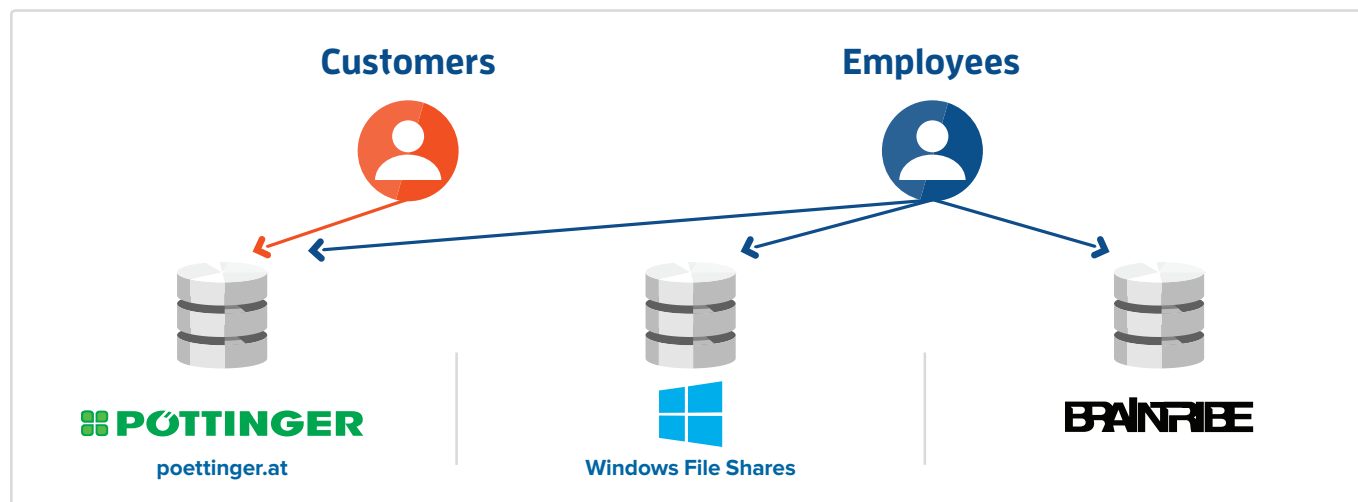 Customers
Employees
PÖTTINGER
poettinger.at
Windows File Shares
BRAINTRIBE